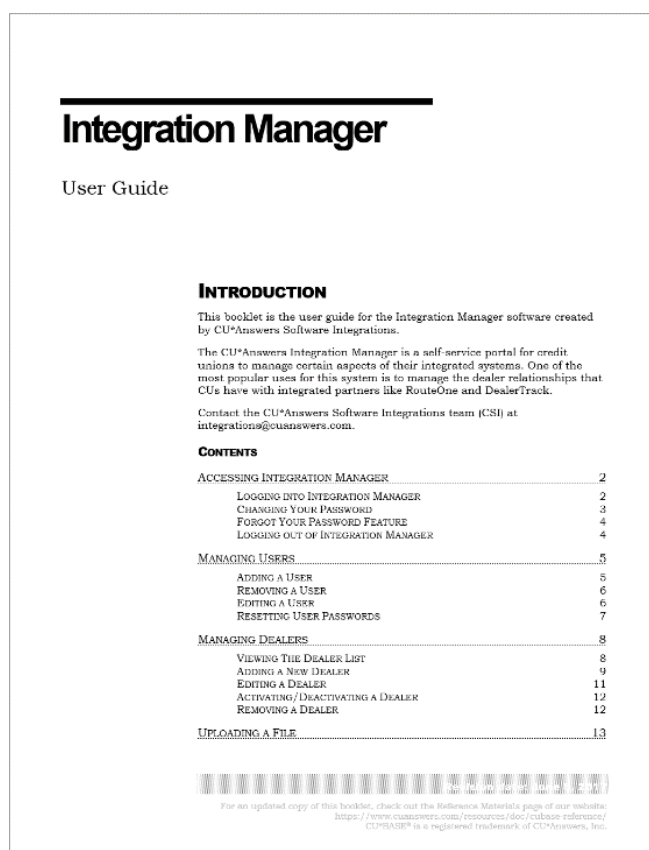 Integration Manager
User Guide
INTRODUCTION
This booklet is the user guide for the Integration Manager software created
by CU*Answers Software Integrations.
The CU*Answers Integration Manager is a self-service portal for credit
unions to manage certain aspects of their integrated systems. One of the
most popular uses for this system is to manage the dealer relationships that
CUs have with integrated partners like RouteOne and DealerTrack.
Contact the CU*Answers Software Integrations team (CSI) at
integrations@cuanswers.com.
CONTENTS
ACCESSING INTEGRATION MANAGER 2
LOGGING INTO INTEGRATION MANAGER 2
CHANGING YOUR PASSWORD 3
FORGOT YOUR PASSWORD FEATURE 4
LOGGING OUT OF INTEGRATION MANAGER 4
MANAGING USERS 5
ADDING A USER 5
REMOVING A USER 6
EDITING A USER 6
RESETTING USER PASSWORDS 7
MANAGING DEALERS 8
VIEWING THE DEALER LIST 8
ADDING A NEW DEALER 9
EDITING A DEALER 11
ACTIVATING/DEACTIVATING A DEALER 12
REMOVING A DEALER 12
UPLOADING A FILE 13
For an updated copy of this booklet, check out the Reference Materials page of our website:
https://www.cuanswers.com/resources/doc/cubase-reference/
CU*BASE® is a registered trademark of CU*Answers, Inc.